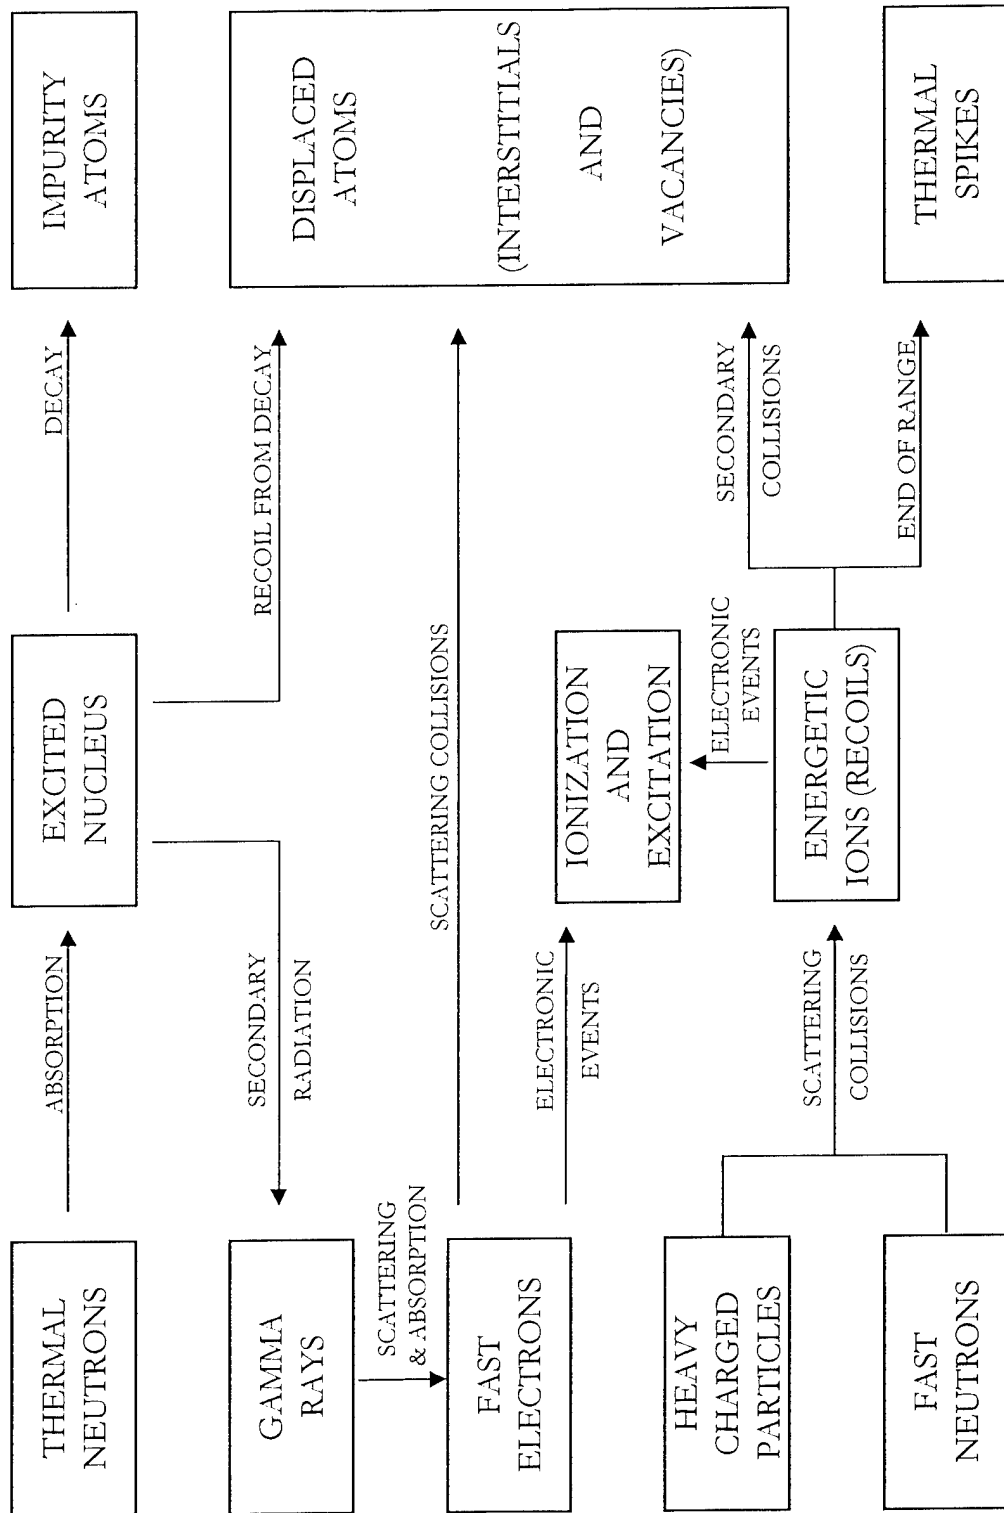 THERMAL
NEUTRONS
ABSORPTION
EXCITED
NUCLEUS
DECAY
IMPURITY
ATOMS
GAMMA
RAYS
SECONDARY
RADIATION
RECOIL FROM DECAY
DISPLACED
ATOMS
(INTERSTITIALS
AND
VACANCIES)
SCATTERING
& ABSORPTION
SCATTERING COLLISIONS
FAST
ELECTRONS
ELECTRONIC
EVENTS
IONIZATION
AND
EXCITATION
ELECTRONIC
EVENTS
SECONDARY
COLLISIONS
HEAVY
CHARGED
PARTICLES
SCATTERING
COLLISIONS
ENERGETIC
IONS (RECOILS)
END OF RANGE
THERMAL
SPIKES
FAST
NEUTRONS